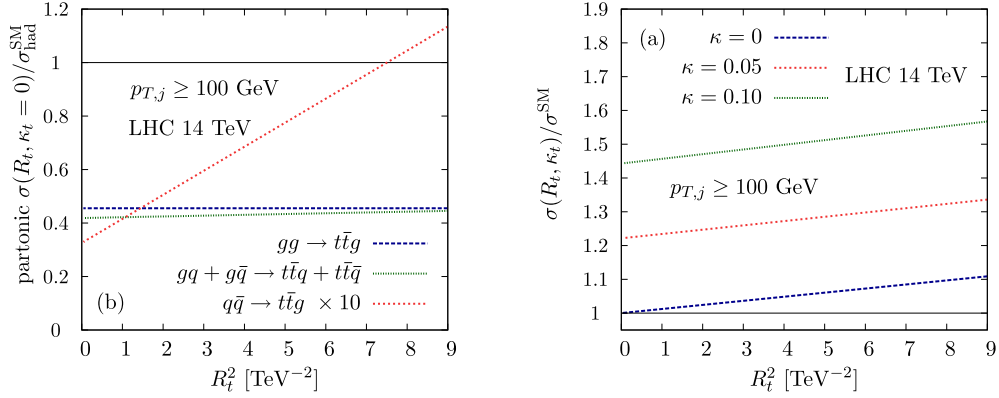 partonic σ(R_t, κ_t = 0)/σ^SM_had
1.2
1
0.8
0.6
0.4
0.2
0
p_{T,j} ≥ 100 GeV
LHC 14 TeV
gg → tt̄g
gq + gq̄ → tt̄q + tt̄q̄
(b)
qq̄ → tt̄g × 10
0 1 2 3 4 5 6 7 8 9
R_t^2 [TeV^{−2}]
σ(R_t, κ_t)/σ^SM
1.9
1.8
1.7
1.6
1.5
1.4
1.3
1.2
1.1
1
(a)
κ = 0
κ = 0.05
LHC 14 TeV
κ = 0.10
p_{T,j} ≥ 100 GeV
0 1 2 3 4 5 6 7 8 9
R_t^2 [TeV^{−2}]